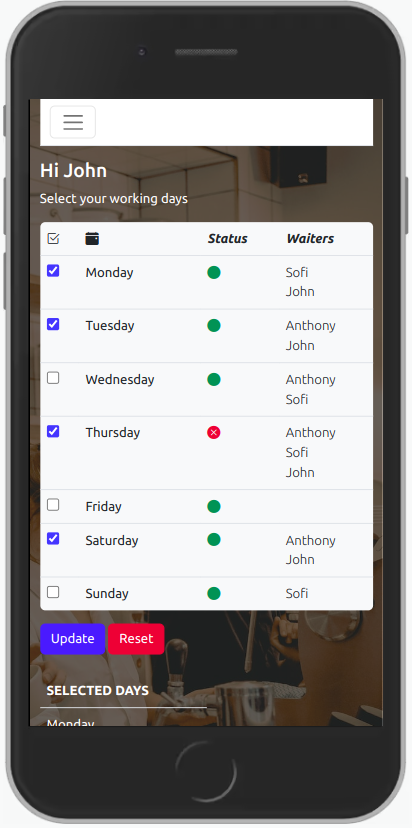 Hi John
Select your working days
Status Waiters
Monday Sofi
John
Tuesday Anthony
John
Wednesday Anthony
Sofi
Thursday Anthony
Sofi
John
Friday
Saturday Anthony
John
Sunday Sofi
Update Reset
SELECTED DAYS
Monday